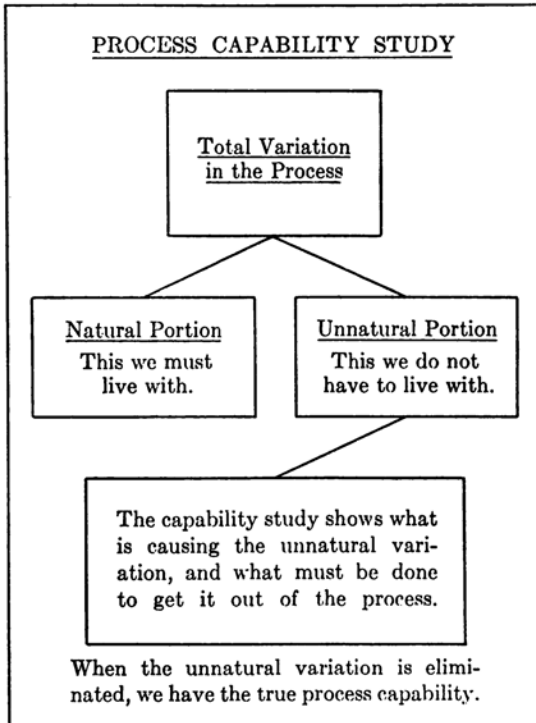 PROCESS CAPABILITY STUDY
Total Variation
in the Process
Natural Portion
This we must
live with.
Unnatural Portion
This we do not
have to live with.
The capability study shows what
is causing the unnatural vari-
ation, and what must be done
to get it out of the process.
When the unnatural variation is elimi-
nated, we have the true process capability.